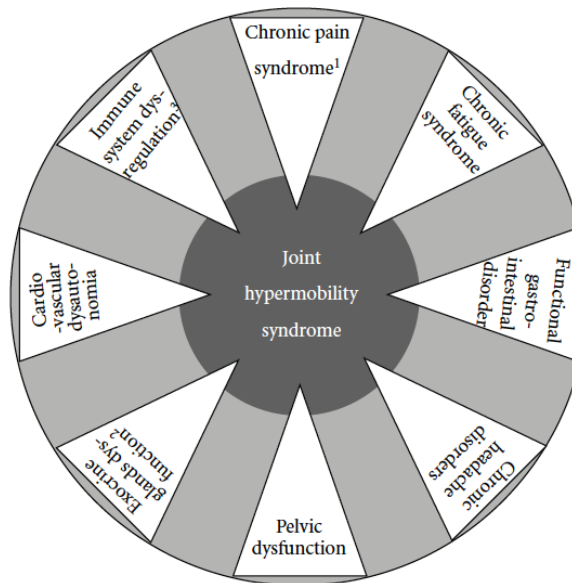 Chronic pain
syndrome¹
Chronic
fatigue
syndrome
Functional
gastro-
intestinal
disorder
Chronic
headache
disorders
Pelvic
dysfunction
Exocrine
glands dys-
function²
Cardio
-vascular
dysauto-
nomia
Immune
system dys-
regulation³
Joint
hypermobility
syndrome